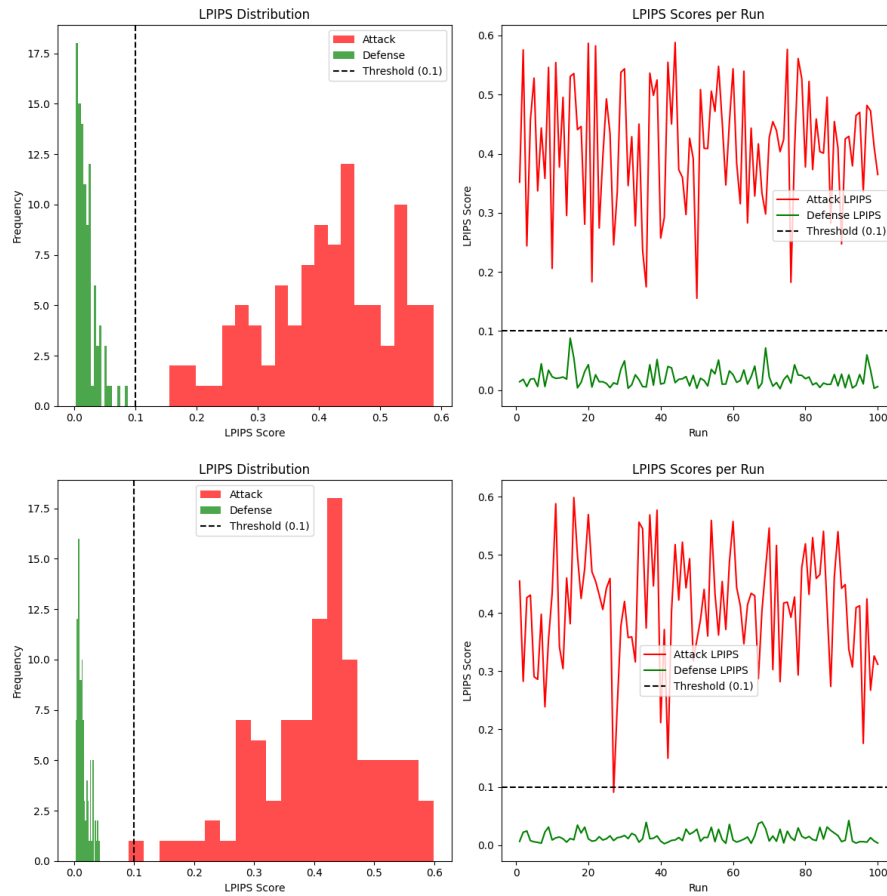 LPIPS Distribution
17.5
15.0
12.5
10.0
7.5
5.0
2.5
0.0
Frequency
0.0 0.1 0.2 0.3 0.4 0.5 0.6
LPIPS Score
Attack
Defense
Threshold (0.1)
LPIPS Scores per Run
0.6
0.5
0.4
0.3
0.2
0.1
0.0
LPIPS Score
0 20 40 60 80 100
Run
Attack LPIPS
Defense LPIPS
Threshold (0.1)
LPIPS Distribution
17.5
15.0
12.5
10.0
7.5
5.0
2.5
0.0
Frequency
0.0 0.1 0.2 0.3 0.4 0.5 0.6
LPIPS Score
Attack
Defense
Threshold (0.1)
LPIPS Scores per Run
0.6
0.5
0.4
0.3
0.2
0.1
0.0
LPIPS Score
0 20 40 60 80 100
Run
Attack LPIPS
Defense LPIPS
Threshold (0.1)